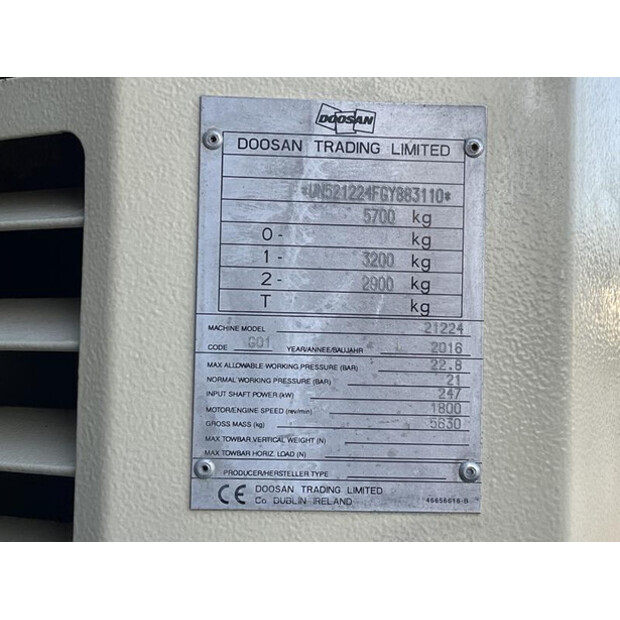 DOOSAN
DOOSAN TRADING LIMITED
*UN521224FGY883110*
5700 kg
0- kg
1- 3200 kg
2- 2900 kg
T kg
MACHINE MODEL 21224
CODE G01 YEAR/ANNEE/BAUJAHR 2016
MAX ALLOWABLE WORKING PRESSURE (BAR) 22.8
NORMAL WORKING PRESSURE (BAR) 21
INPUT SHAFT POWER (kW) 247
MOTOR/ENGINE SPEED (rev/min) 1800
GROSS MASS (kg) 5630
MAX TOWBAR VERTICAL WEIGHT (N)
MAX TOWBAR HORIZ. LOAD (N)
PRODUCER/HERSTELLER TYPE
CE DOOSAN TRADING LIMITED
Co DUBLIN IRELAND